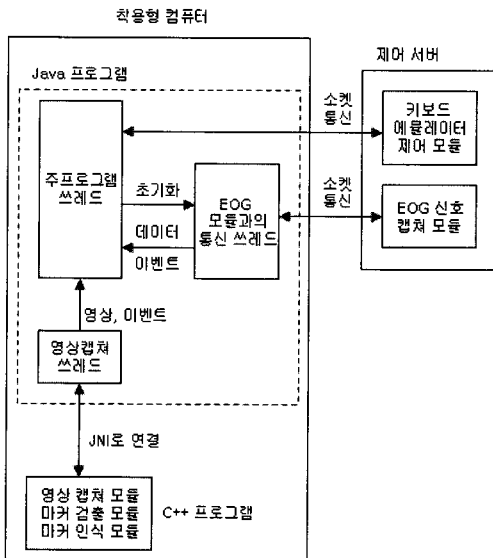 착용형 컴퓨터
Java 프로그램
주프로그램
쓰레드
초기화
데이터
이벤트
EOG
모듈과의
통신 쓰레드
영상, 이벤트
영상캡쳐
쓰레드
JNI로 연결
영상 캡쳐 모듈
마커 검출 모듈
마커 인식 모듈
C++ 프로그램
소켓
통신
소켓
통신
제어 서버
키보드
에뮬레이터
제어 모듈
EOG 신호
캡쳐 모듈